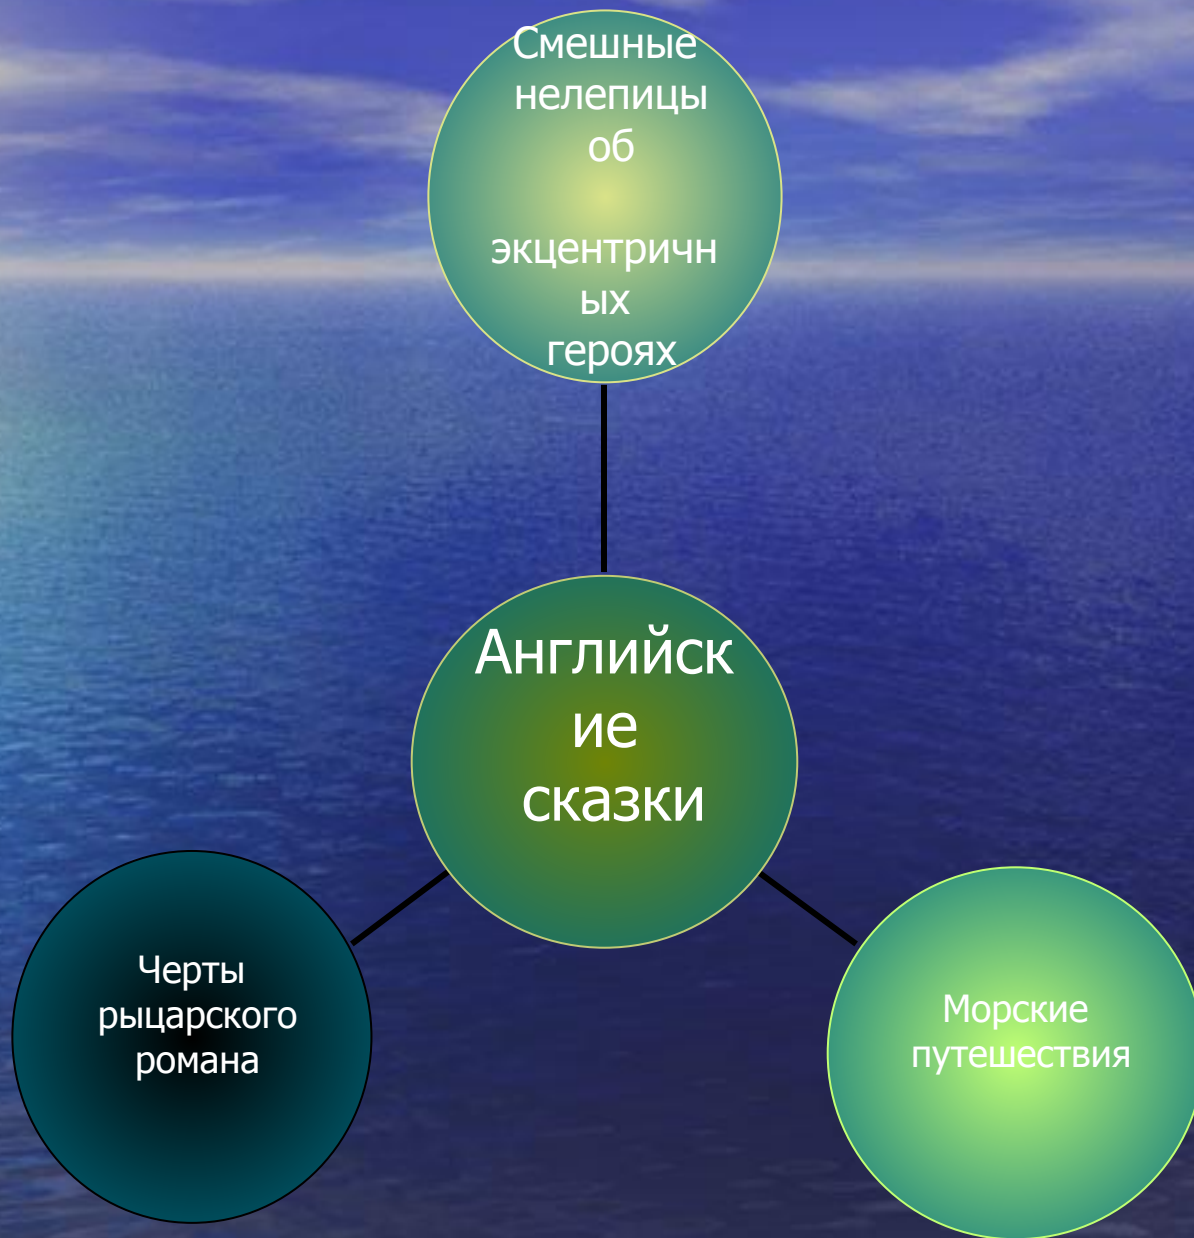 Смешные
нелепицы
об
экцентричн
ых
героях
Английск
ие
сказки
Черты
рыцарского
романа
Морские
путешествия